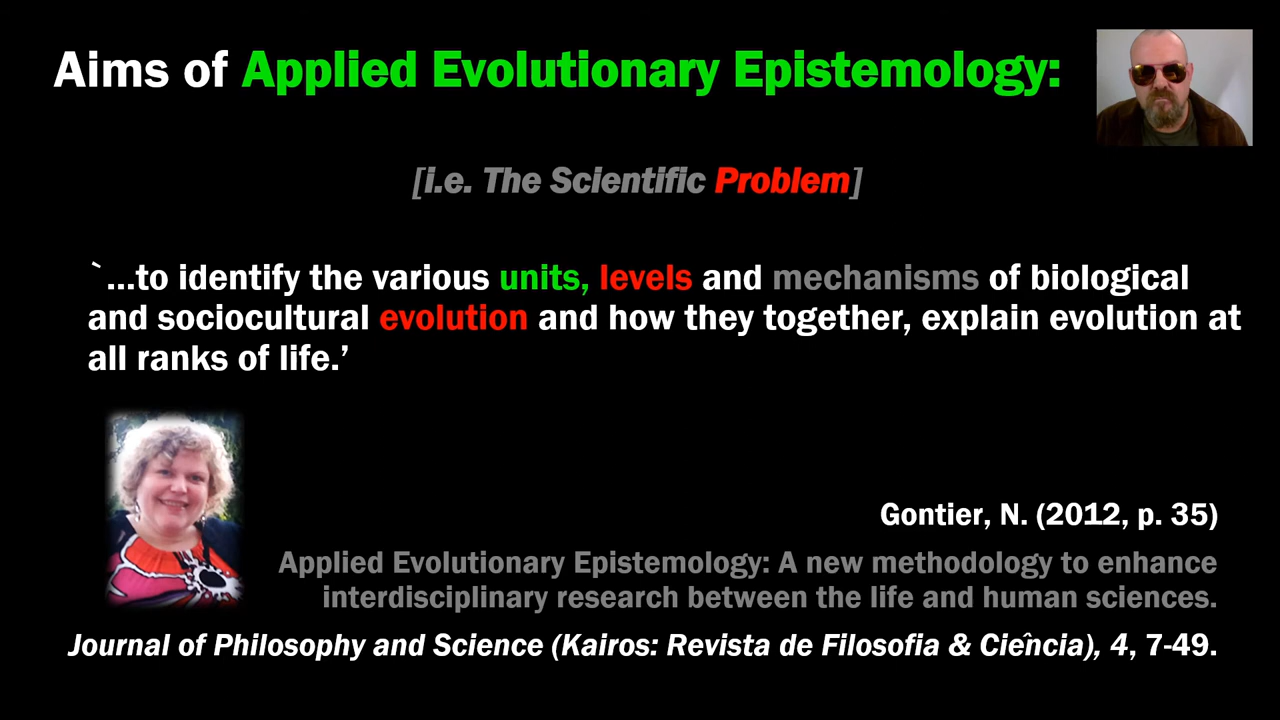 Aims of Applied Evolutionary Epistemology:
[i.e. The Scientific Problem]
`...to identify the various units, levels and mechanisms of biological
and sociocultural evolution and how they together, explain evolution at
all ranks of life.’
Gontier, N. (2012, p. 35)
Applied Evolutionary Epistemology: A new methodology to enhance
interdisciplinary research between the life and human sciences.
Journal of Philosophy and Science (Kairos: Revista de Filosofia & Ciência), 4, 7-49.